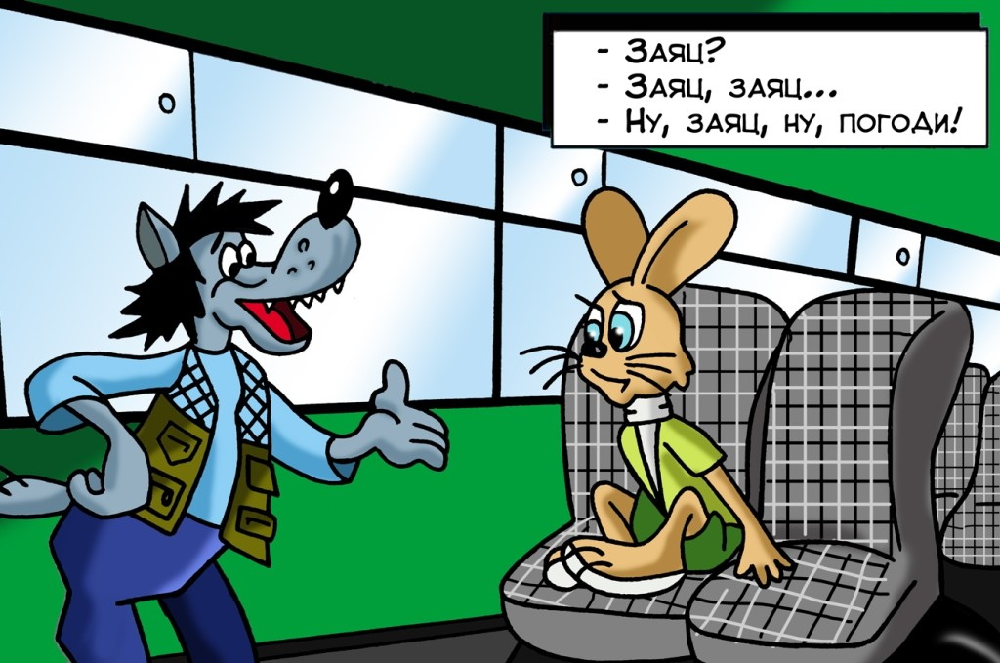 - Заяц?
- Заяц, заяц...
- Ну, заяц, ну, погоди!